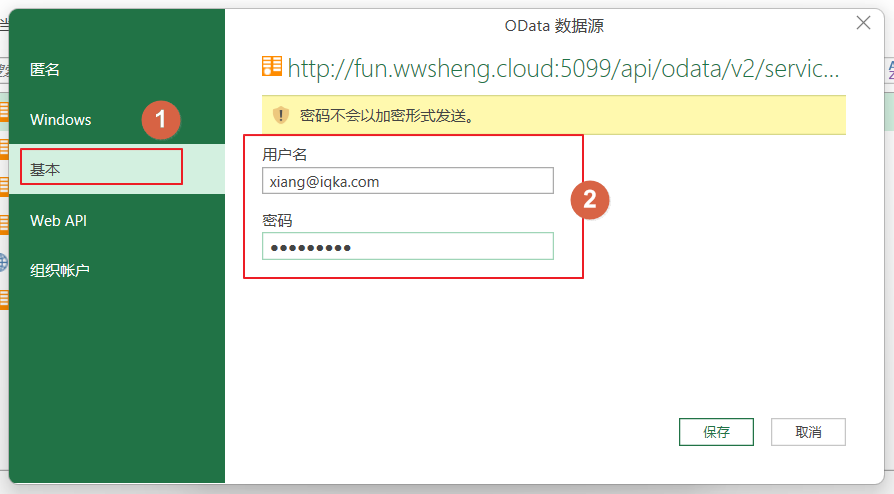 OData 数据源
匿名
Windows
1
基本
Web API
组织帐户
http://fun.wwsheng.cloud:5099/api/odata/v2/servic...
密码不会以加密形式发送。
用户名
xiang@iqka.com
2
密码
●●●●●●●●●
保存
取消